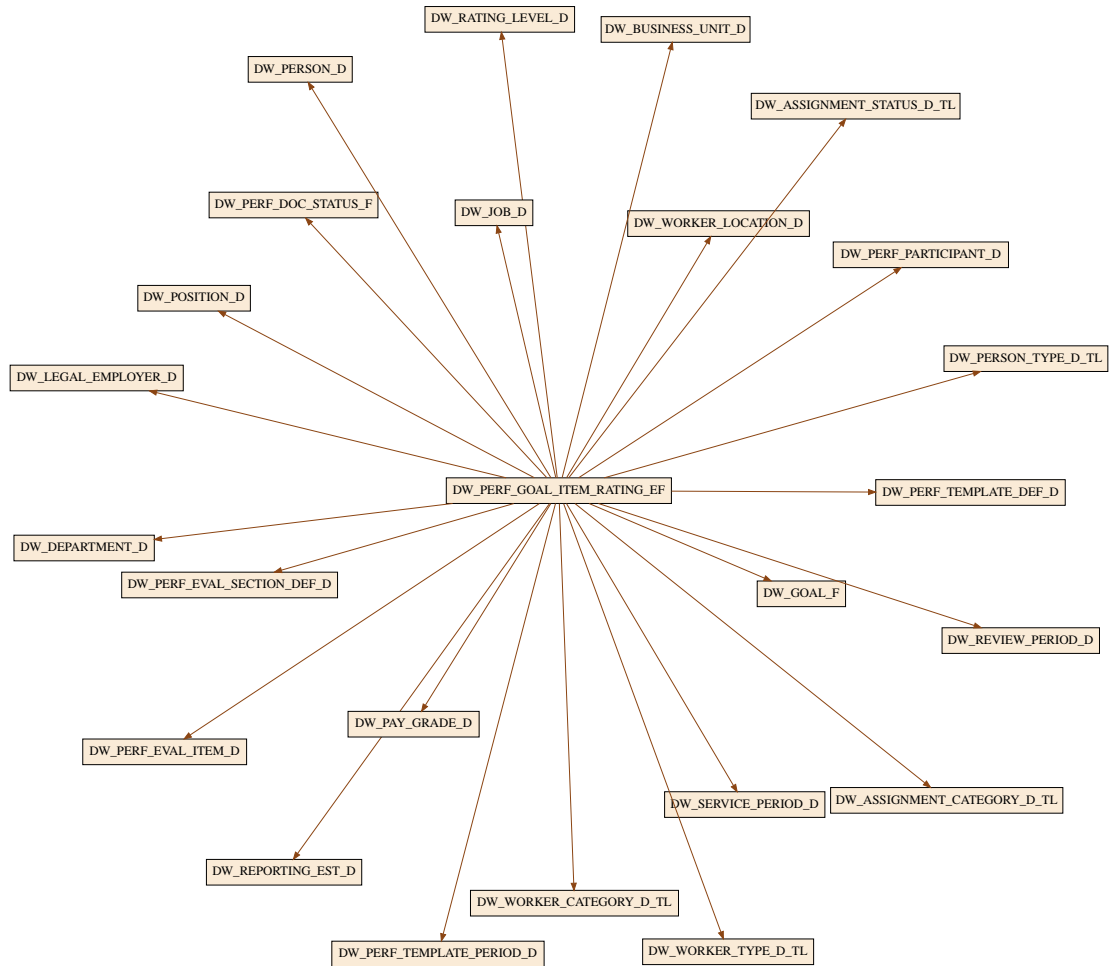 DW_RATING_LEVEL_D
DW_BUSINESS_UNIT_D
DW_PERSON_D
DW_ASSIGNMENT_STATUS_D_TL
DW_PERF_DOC_STATUS_F
DW_JOB_D
DW_WORKER_LOCATION_D
DW_PERF_PARTICIPANT_D
DW_POSITION_D
DW_PERSON_TYPE_D_TL
DW_LEGAL_EMPLOYER_D
DW_PERF_GOAL_ITEM_RATING_EF
DW_PERF_TEMPLATE_DEF_D
DW_DEPARTMENT_D
DW_PERF_EVAL_SECTION_DEF_D
DW_GOAL_F
DW_REVIEW_PERIOD_D
DW_PAY_GRADE_D
DW_PERF_EVAL_ITEM_D
DW_SERVICE_PERIOD_D
DW_ASSIGNMENT_CATEGORY_D_TL
DW_REPORTING_EST_D
DW_WORKER_CATEGORY_D_TL
DW_PERF_TEMPLATE_PERIOD_D
DW_WORKER_TYPE_D_TL